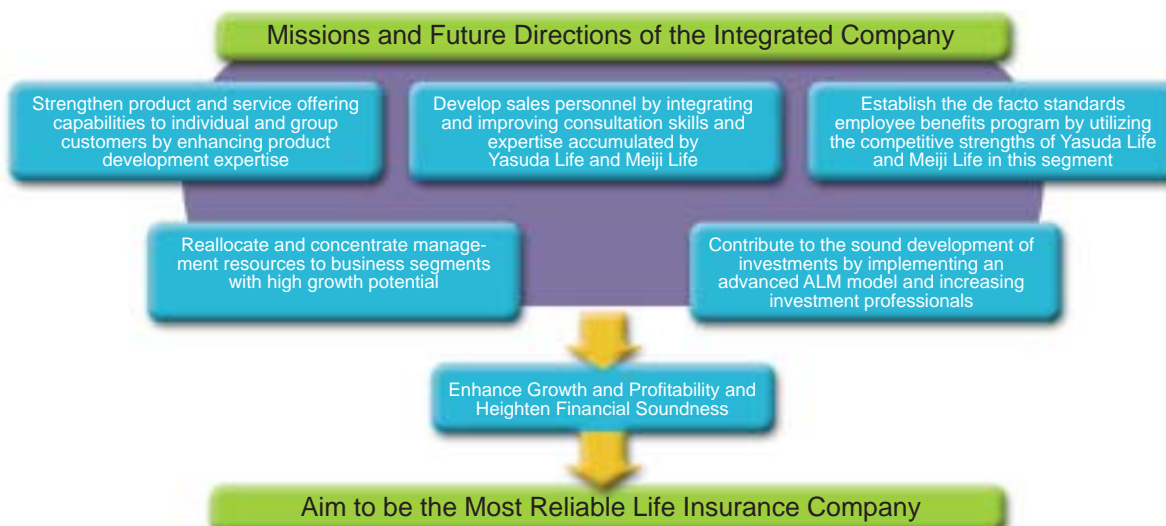 Missions and Future Directions of the Integrated Company
Strengthen product and service offering
capabilities to individual and group
customers by enhancing product
development expertise
Develop sales personnel by integrating
and improving consultation skills and
expertise accumulated by
Yasuda Life and Meiji Life
Establish the de facto standards
employee benefits program by utilizing
the competitive strengths of Yasuda Life
and Meiji Life in this segment
Reallocate and concentrate manage-
ment resources to business segments
with high growth potential
Contribute to the sound development of
investments by implementing an
advanced ALM model and increasing
investment professionals
Enhance Growth and Profitability and
Heighten Financial Soundness
Aim to be the Most Reliable Life Insurance Company